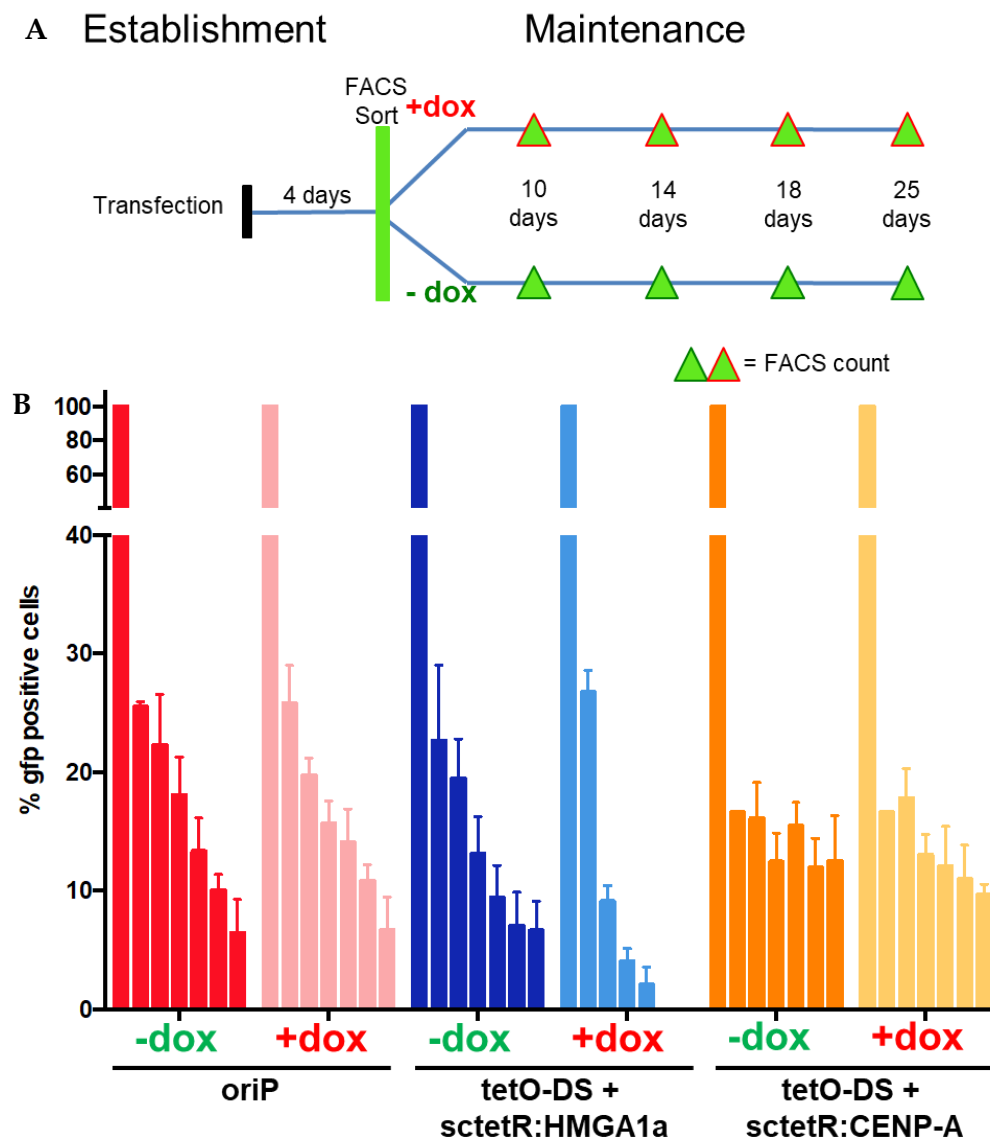 A Establishment Maintenance
FACS
Sort
+dox
Transfection
4 days
10
days
14
days
18
days
25
days
- dox
= FACS count
B
100
80
60
40
30
20
10
0
% gfp positive cells
-dox +dox -dox +dox -dox +dox
oriP
tetO-DS +
sctetR:HMGA1a
tetO-DS +
sctetR:CENP-A